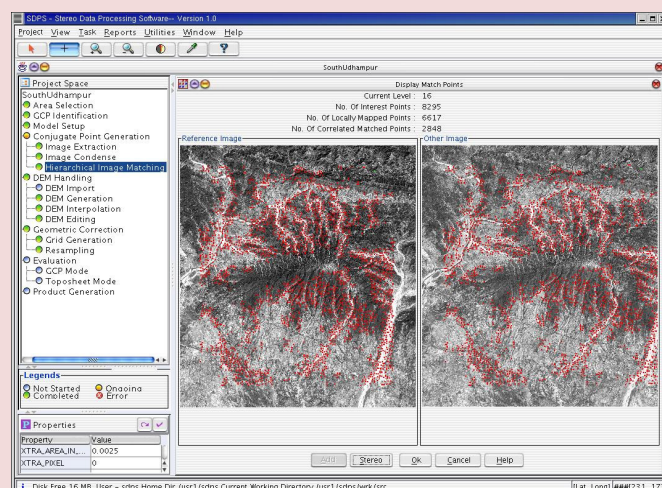 SDPS - Stereo Data Processing Software-- Version 1.0
Project View Task Reports Utilities Window Help
?
SouthUdhampur
Project Space
SouthUdhampur
Area Selection
GCP Identification
Model Setup
Conjugate Point Generation
Image Extraction
Image Condense
Hierarchical Image Matching
DEM Handling
DEM Import
DEM Generation
DEM Interpolation
DEM Editing
Geometric Correction
Grid Generation
Resampling
Evaluation
GCP Mode
Toposheet Mode
Product Generation
Legends
Not Started Ongoing
Completed Error
P Properties
Property Value
XTRA_AREA_IN_... 0.0025
XTRA_PIXEL 0
Display Match Points
Current Level : 16
No. Of Interest Points : 8295
No. Of Locally Mapped Points : 6617
No. Of Correlated Matched Points : 2848
Reference Image Other Image
Add Stereo Ok Cancel Help
i Disk Free 16 MB, User - sdps Home Dir /usr1/sdps Current Working Directory /usr1/sdps/wrk/src [Lat, Long]